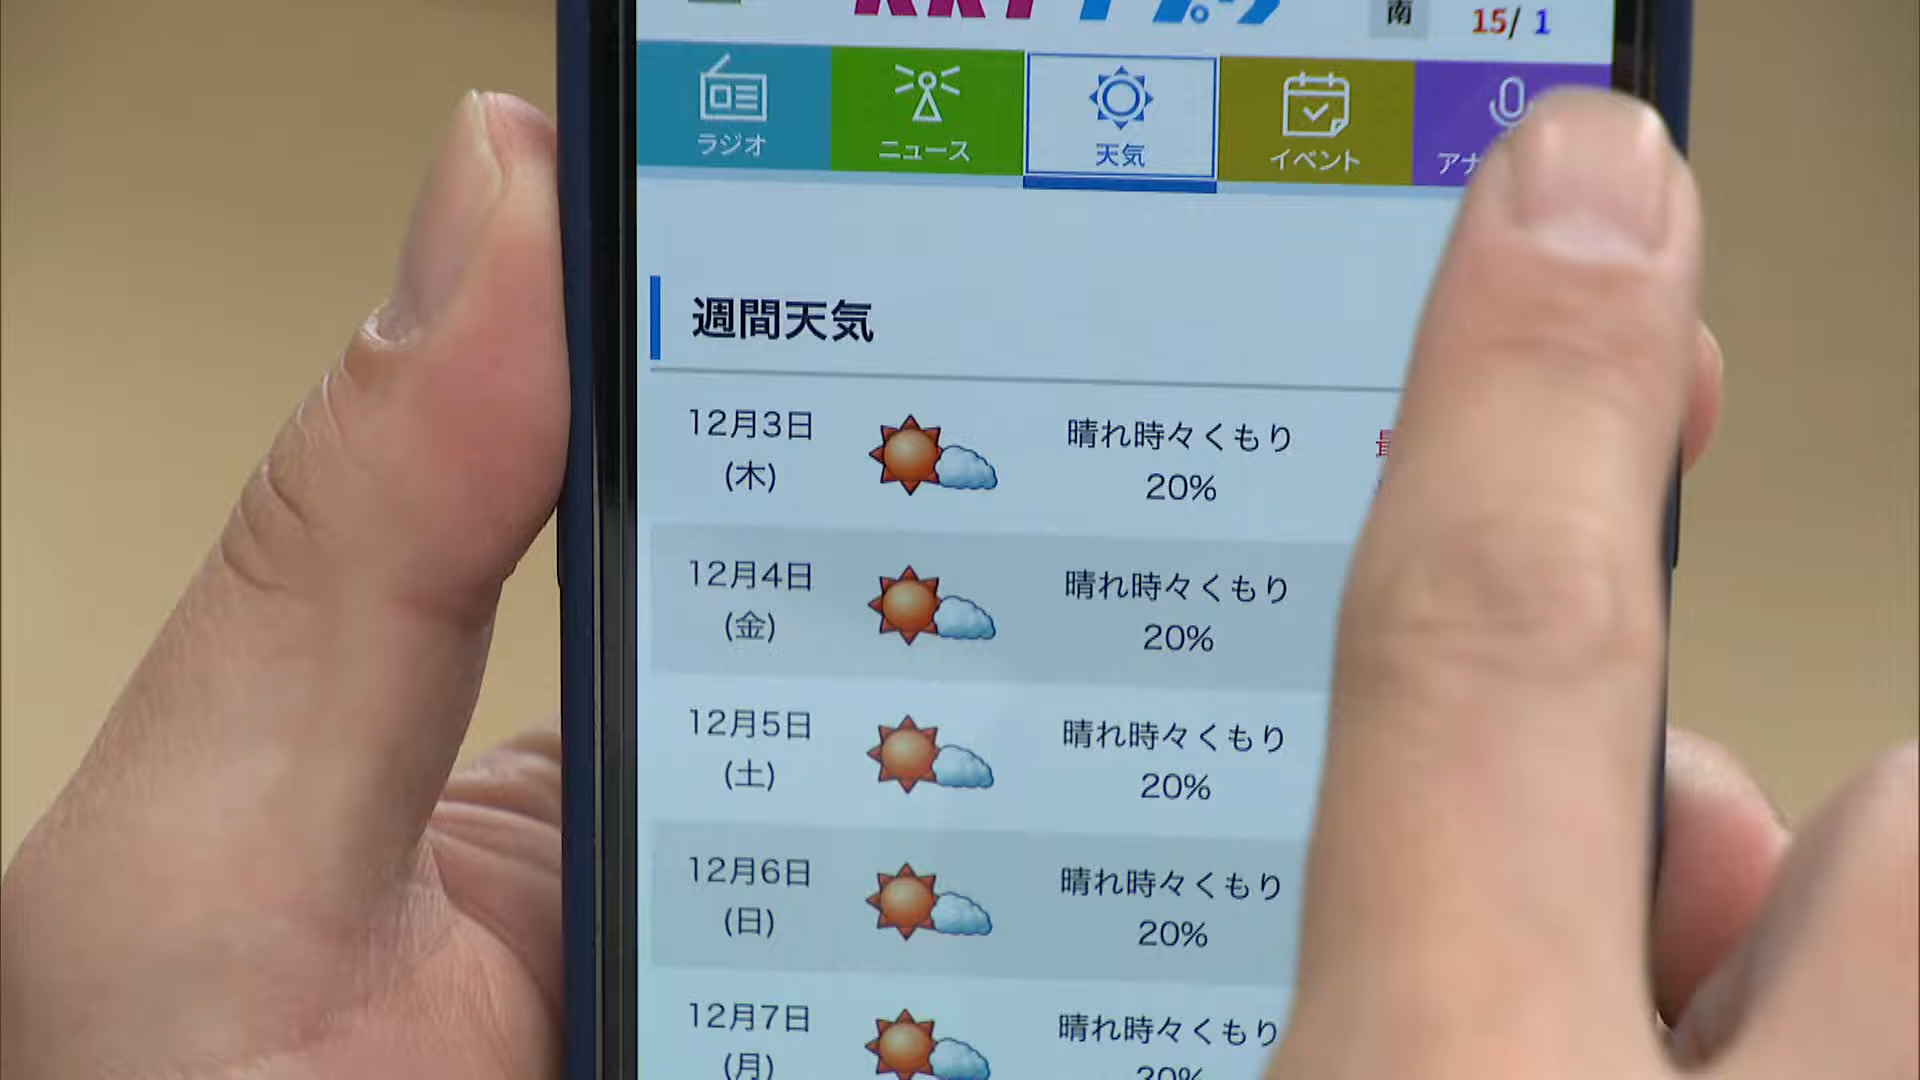 南 15/ 1
ラジオ ニュース 天気 イベント アナ
週間天気
12月3日 晴れ時々くもり
(木) 20%
12月4日 晴れ時々くもり
(金) 20%
12月5日 晴れ時々くもり
(土) 20%
12月6日 晴れ時々くもり
(日) 20%
12月7日 晴れ時々くもり
(月)